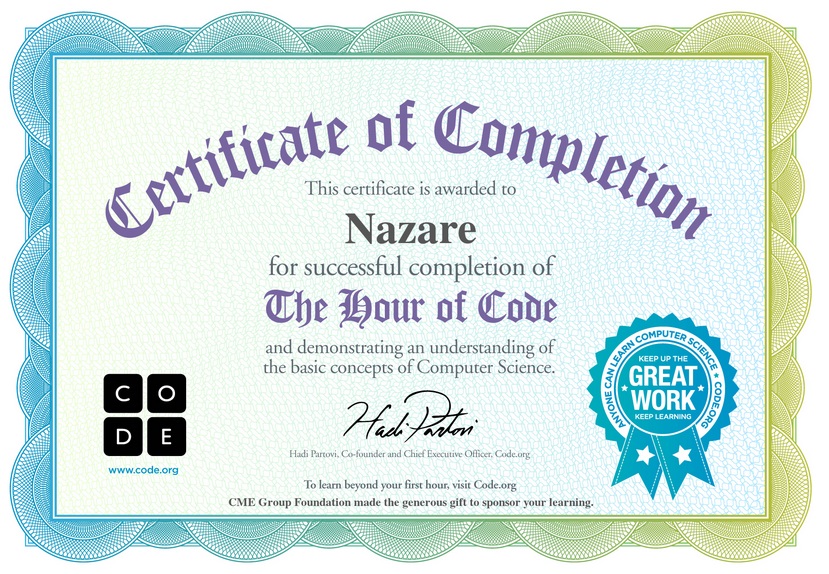 Certificate of Completion
This certificate is awarded to
Nazare
for successful completion of
The Hour of Code
and demonstrating an understanding of
the basic concepts of Computer Science.
Hadi Partovi
Hadi Partovi, Co-founder and Chief Executive Officer, Code.org
To learn beyond your first hour, visit Code.org
CME Group Foundation made the generous gift to sponsor your learning.
C O
D E
www.code.org
ANYONE CAN LEARN COMPUTER SCIENCE ★ CODE.ORG ★
KEEP UP THE
GREAT
WORK
KEEP LEARNING